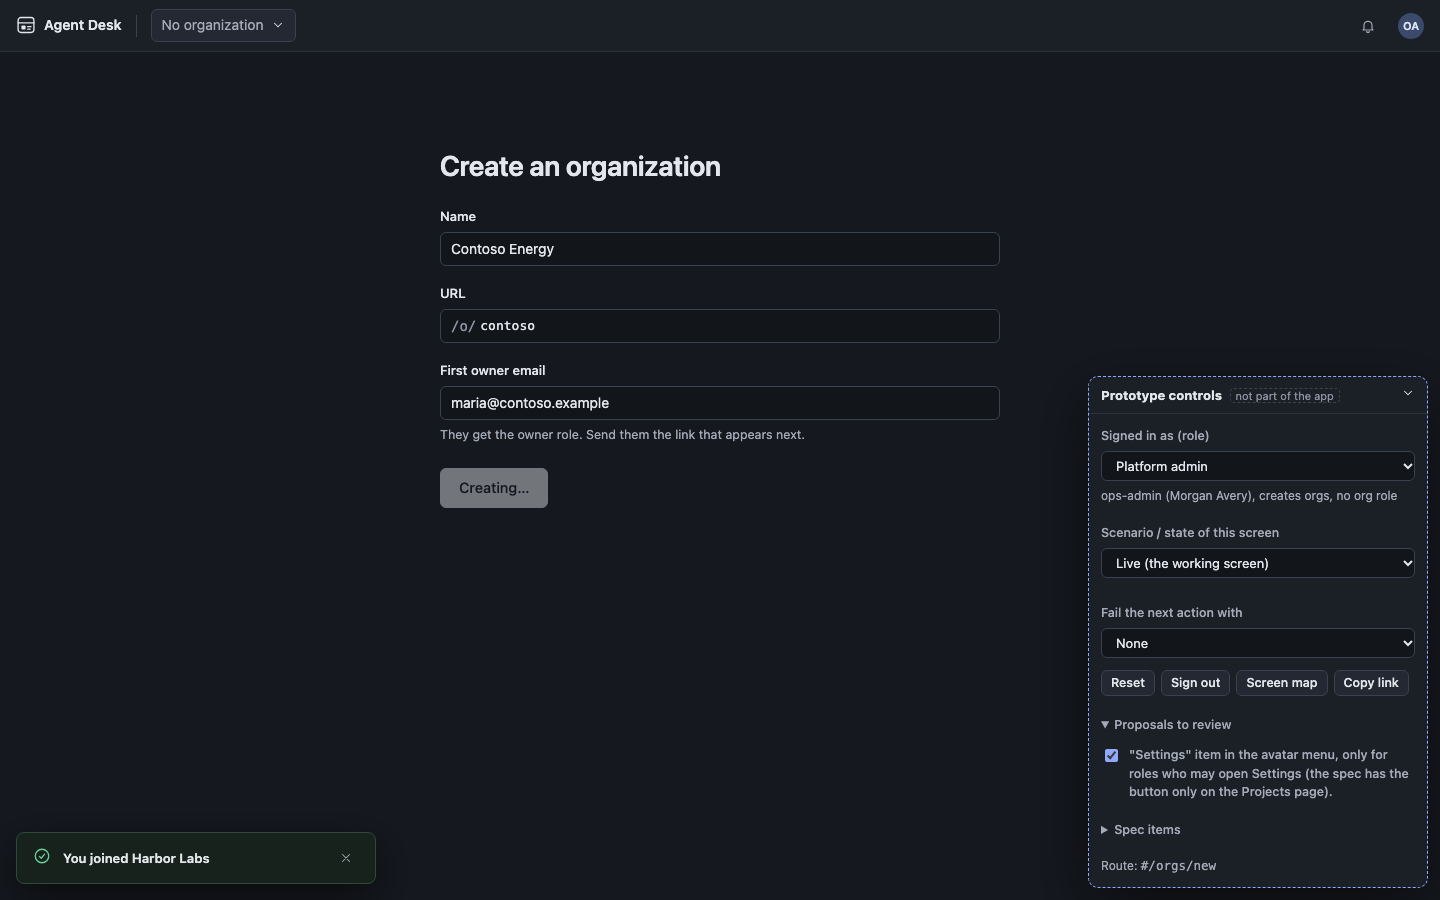 Agent Desk
No organization
OA
Create an organization
Name
Contoso Energy
URL
/o/ contoso
First owner email
maria@contoso.example
They get the owner role. Send them the link that appears next.
Creating...
You joined Harbor Labs
Prototype controls not part of the app
Signed in as (role)
Platform admin
ops-admin (Morgan Avery), creates orgs, no org role
Scenario / state of this screen
Live (the working screen)
Fail the next action with
None
Reset Sign out Screen map Copy link
Proposals to review
"Settings" item in the avatar menu, only for
roles who may open Settings (the spec has the
button only on the Projects page).
Spec items
Route: #/orgs/new